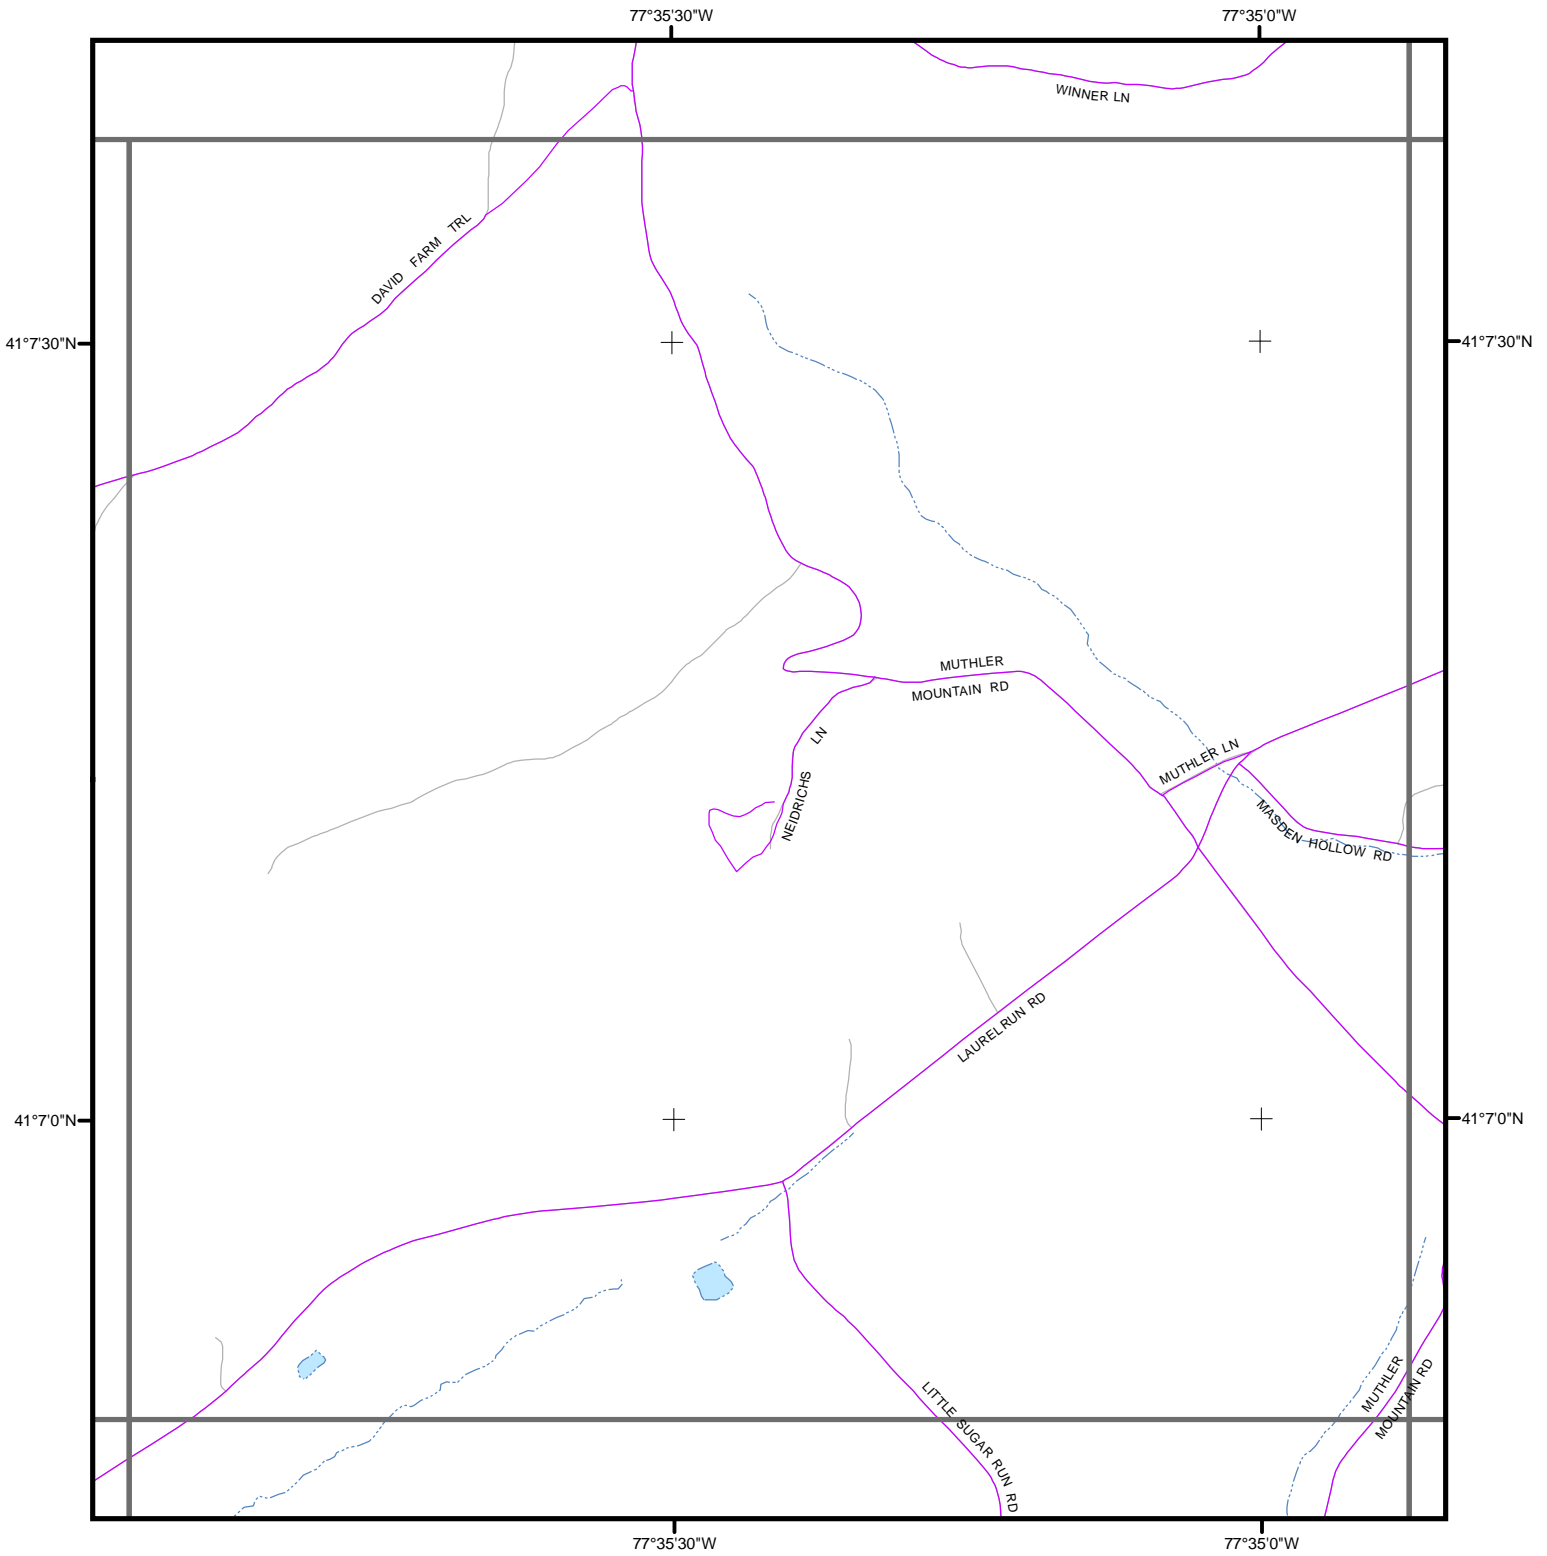 77°35'30"W
77°35'0"W
WINNER LN
DAVID FARM TRL
41°7'30"N
41°7'30"N
MUTHLER
MOUNTAIN RD
LN
NEIDRICHS
MUTHLER LN
MASDEN HOLLOW RD
LAUREL RUN RD
41°7'0"N
41°7'0"N
LITTLE SUGAR RUN RD
MUTHLER
MOUNTAIN RD
77°35'30"W
77°35'0"W